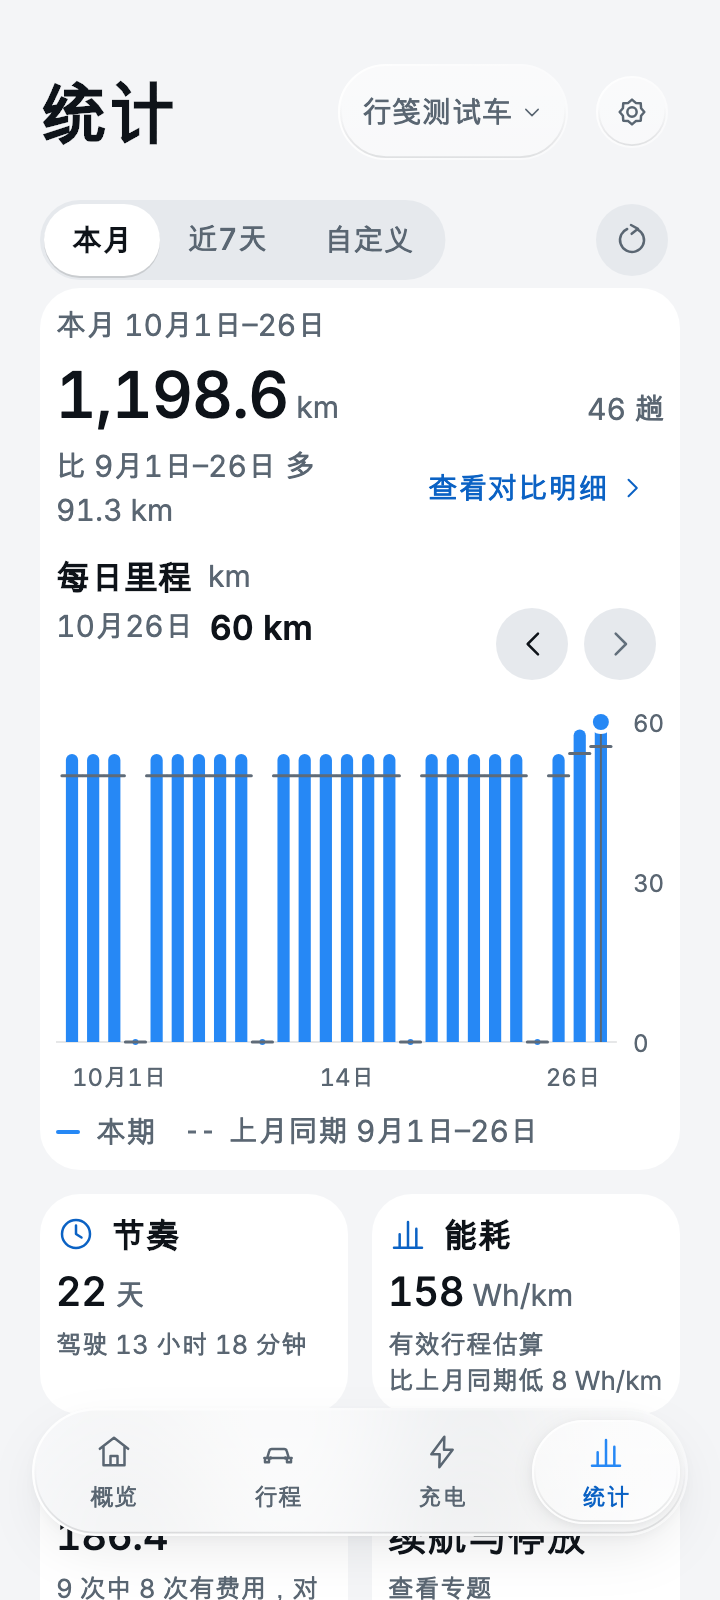 统计
行笺测试车
本月 近7天 自定义
本月 10月1日–26日
1,198.6 km
46 趟
比 9月1日–26日 多
91.3 km
查看对比明细
每日里程 km
10月26日 60 km
60
30
0
10月1日 14日 26日
本期 -- 上月同期 9月1日–26日
节奏
22 天
驾驶 13 小时 18 分钟
能耗
158 Wh/km
有效行程估算
比上月同期低 8 Wh/km
概览 行程 充电 统计
186.4
9 次中 8 次有费用，对
续航与停放
查看专题